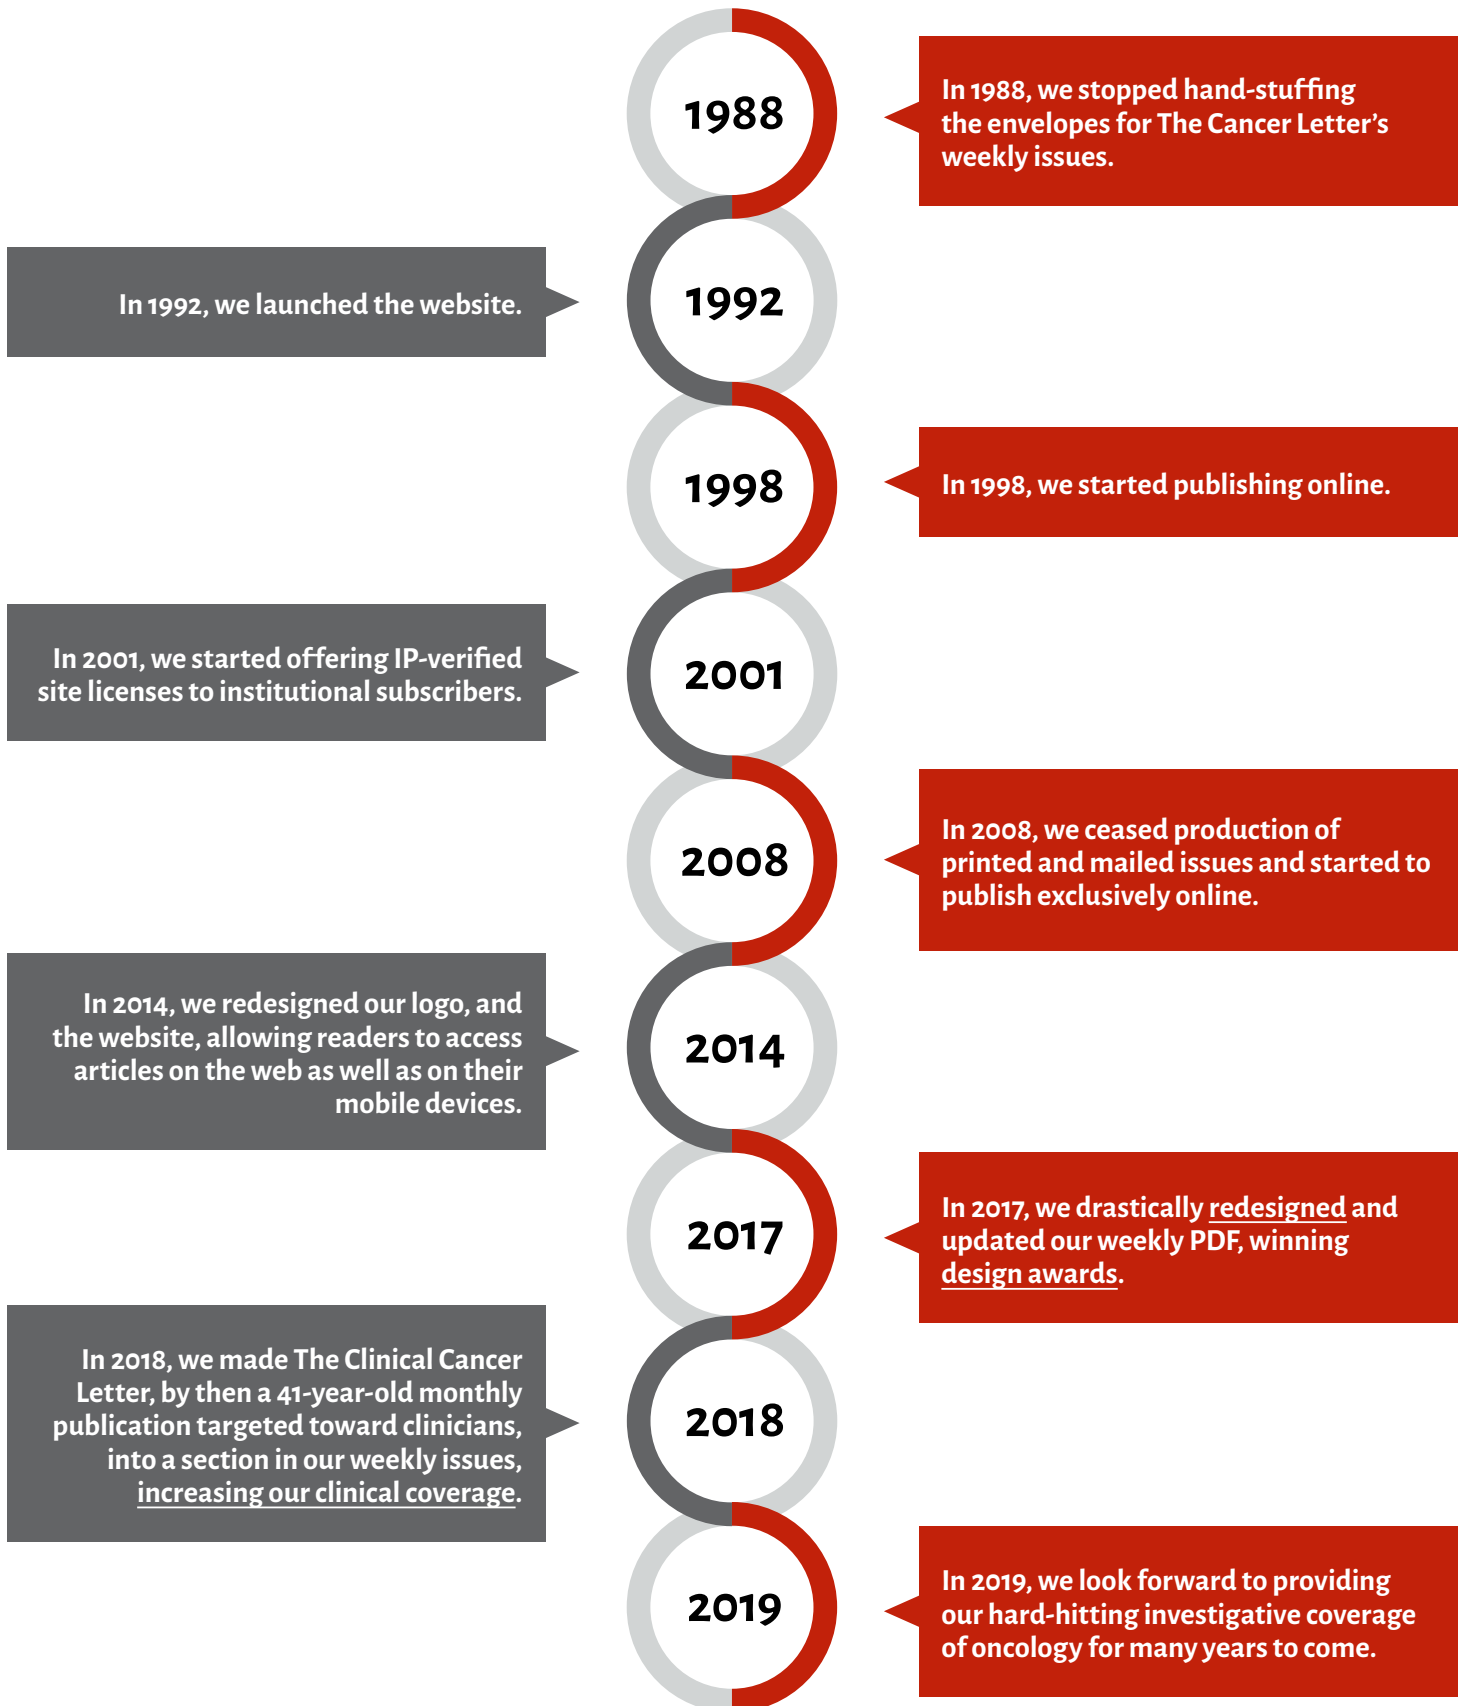 1988
In 1988, we stopped hand-stuffing
the envelopes for The Cancer Letter’s
weekly issues.
1992
In 1992, we launched the website.
1998
In 1998, we started publishing online.
2001
In 2001, we started offering IP-verified
site licenses to institutional subscribers.
2008
In 2008, we ceased production of
printed and mailed issues and started to
publish exclusively online.
2014
In 2014, we redesigned our logo, and
the website, allowing readers to access
articles on the web as well as on their
mobile devices.
2017
In 2017, we drastically redesigned and
updated our weekly PDF, winning
design awards.
2018
In 2018, we made The Clinical Cancer
Letter, by then a 41-year-old monthly
publication targeted toward clinicians,
into a section in our weekly issues,
increasing our clinical coverage.
2019
In 2019, we look forward to providing
our hard-hitting investigative coverage
of oncology for many years to come.